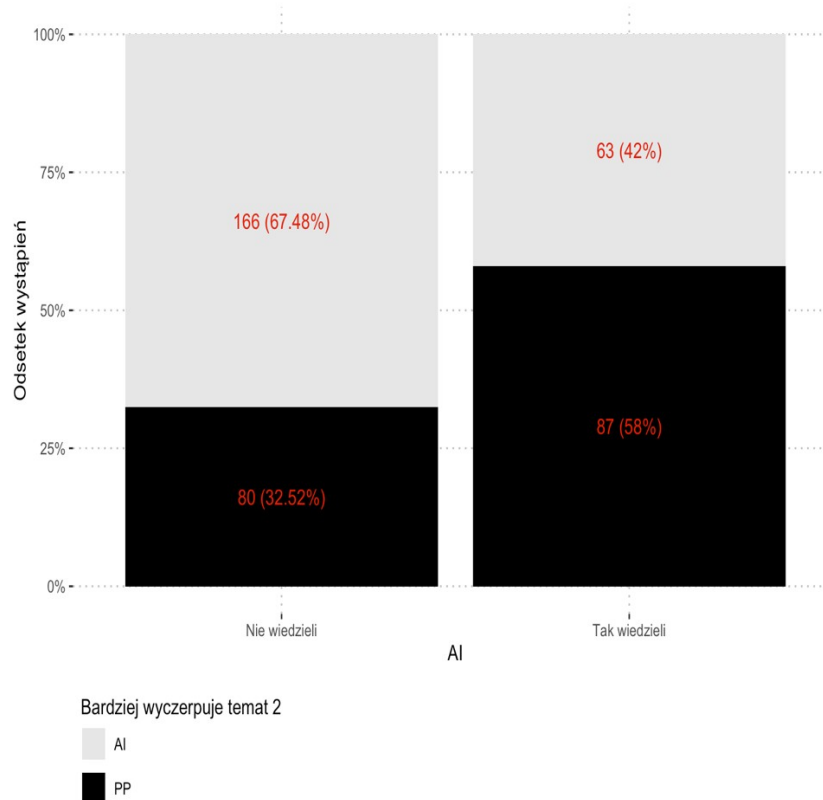 100%
63 (42%)
75%
166 (67.48%)
Odsetek wystąpień
50%
87 (58%)
25%
80 (32.52%)
0%
Nie wiedzieli
Tak wiedzieli
AI
Bardziej wyczerpuje temat 2
AI
PP